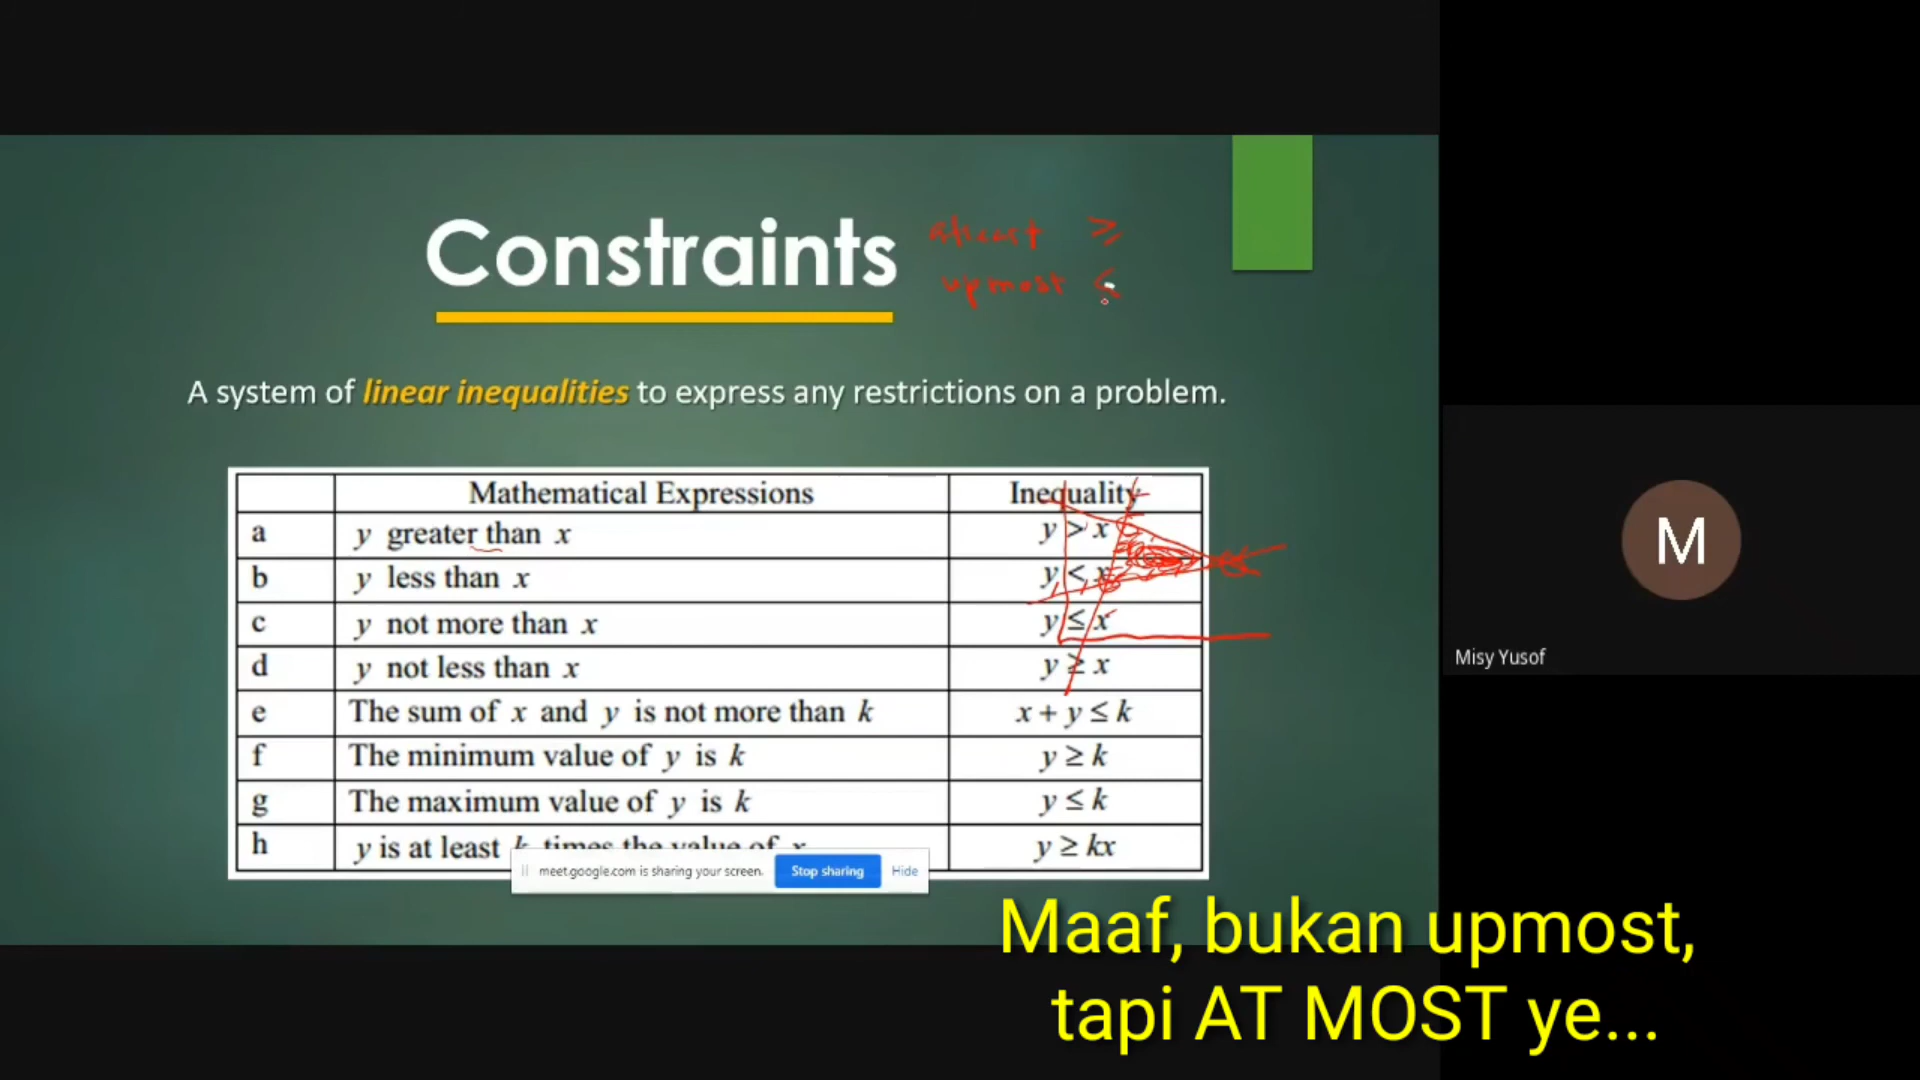 Constraints
atleast ≥
upmost ≤
A system of linear inequalities to express any restrictions on a problem.
Mathematical Expressions Inequality
a y greater than x y > x
b y less than x y < x
c y not more than x y ≤ x
d y not less than x y ≥ x
e The sum of x and y is not more than k x + y ≤ k
f The minimum value of y is k y ≥ k
g The maximum value of y is k y ≤ k
h y is at least k times the value of x y ≥ kx
meet.google.com is sharing your screen. Stop sharing Hide
M
Misy Yusof
Maaf, bukan upmost,
tapi AT MOST ye...